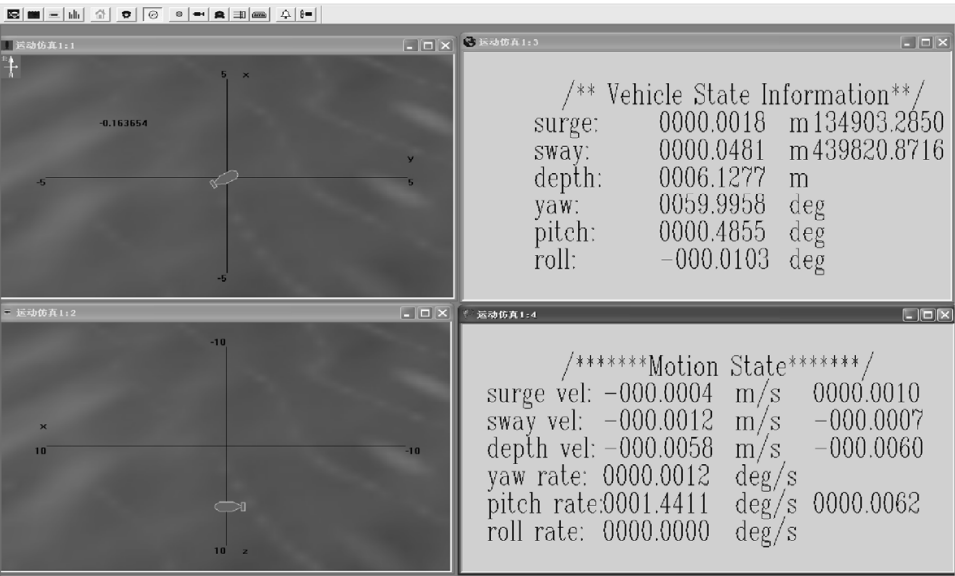 运动仿真1:1
5 x
-0.163654
y
-5 5
-5
运动仿真1:3
/** Vehicle State Information**/
surge: 0000.0018 m134903.2850
sway: 0000.0481 m439820.8716
depth: 0006.1277 m
yaw: 0059.9958 deg
pitch: 0000.4855 deg
roll: -000.0103 deg
运动仿真1:2
-10
x
10 -10
10 z
运动仿真1:4
/*******Motion State*******/
surge vel: -000.0004 m/s 0000.0010
sway vel: -000.0012 m/s -000.0007
depth vel: -000.0058 m/s -000.0060
yaw rate: 0000.0012 deg/s
pitch rate:0001.4411 deg/s 0000.0062
roll rate: 0000.0000 deg/s